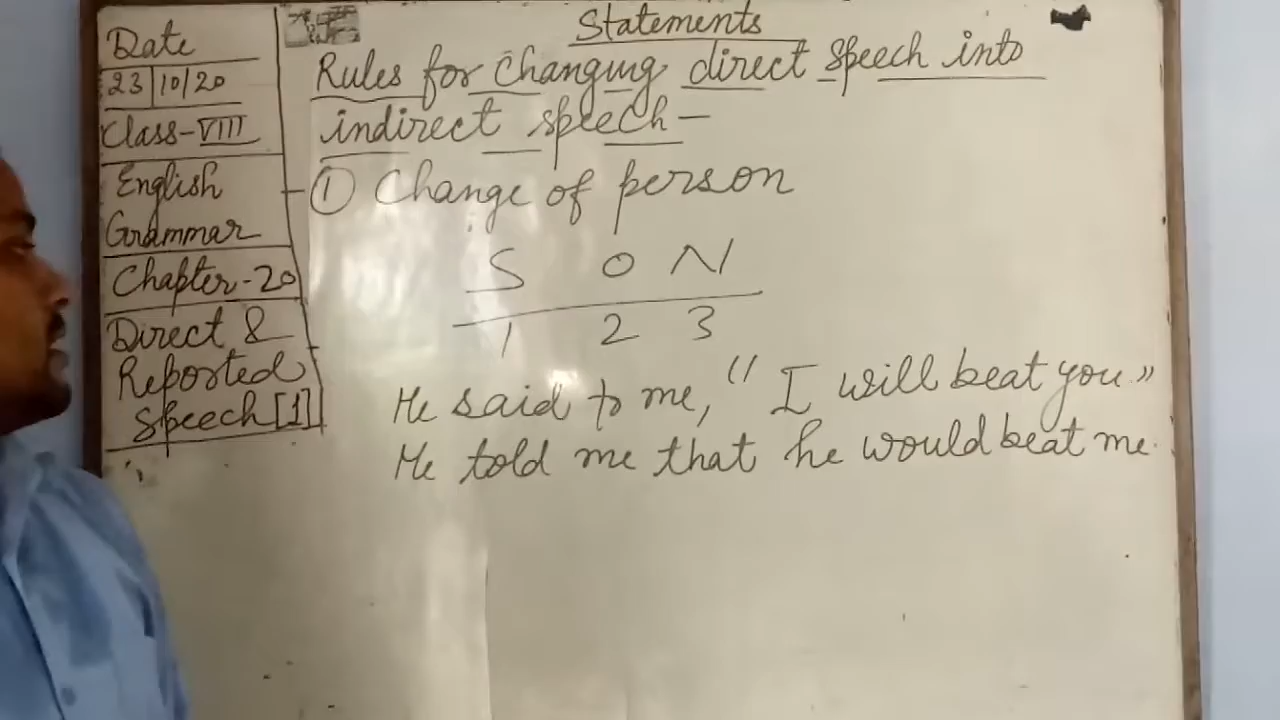 Statements
Date
23/10/20
Class-VIII
English
Grammar
Chapter-20
Direct &
Reported
Speech[1]
Rules for changing direct speech into
indirect speech-
① Change of person
S O N
1 2 3
He said to me, "I will beat you"
He told me that he would beat me.